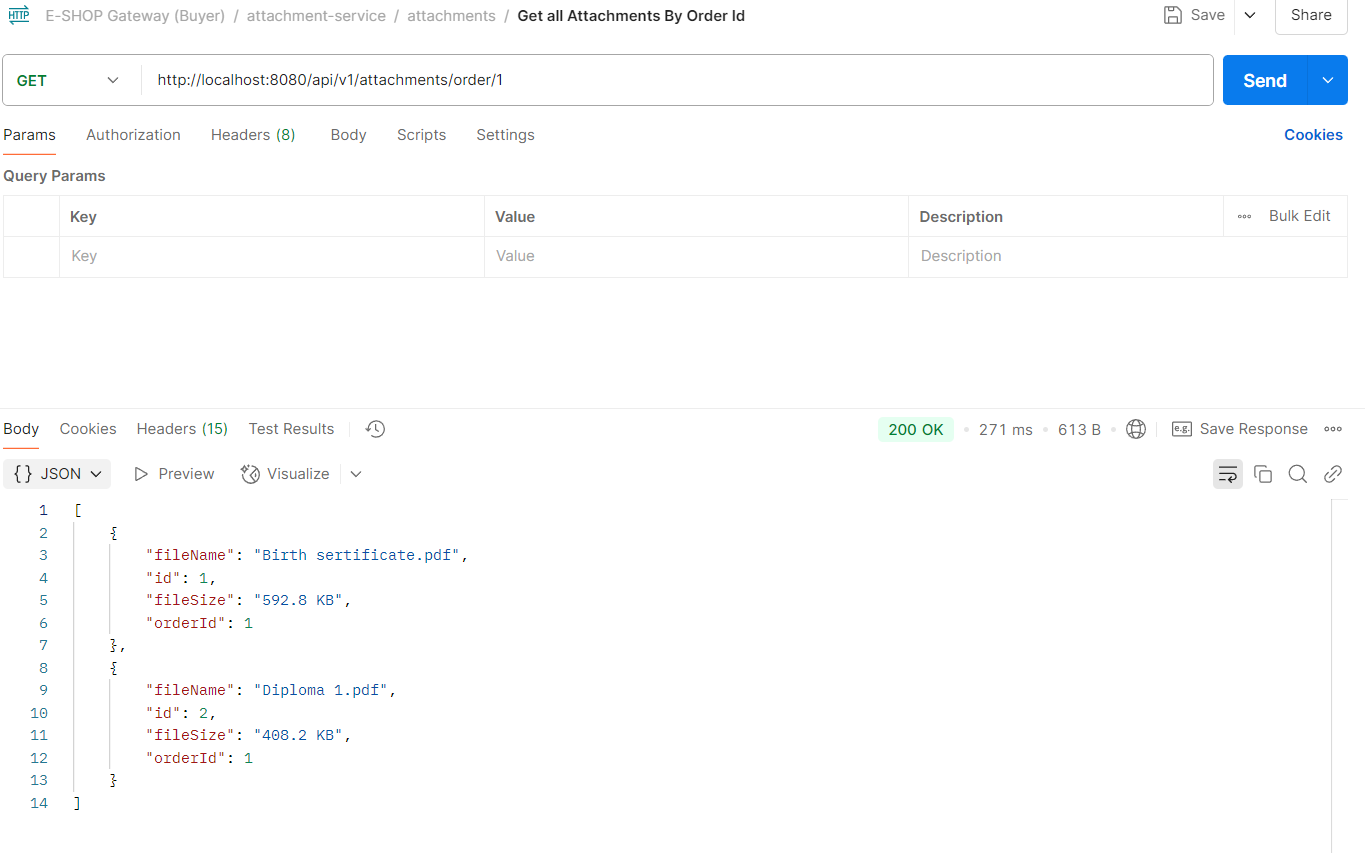 HTTP E-SHOP Gateway (Buyer) / attachment-service / attachments / Get all Attachments By Order Id Save Share
GET http://localhost:8080/api/v1/attachments/order/1 Send
Params Authorization Headers (8) Body Scripts Settings Cookies
Query Params
Key Value Description Bulk Edit
Key Value Description
Body Cookies Headers (15) Test Results 200 OK 271 ms 613 B e.g. Save Response
{} JSON Preview Visualize
1 [
2 {
3 "fileName": "Birth sertificate.pdf",
4 "id": 1,
5 "fileSize": "592.8 KB",
6 "orderId": 1
7 },
8 {
9 "fileName": "Diploma 1.pdf",
10 "id": 2,
11 "fileSize": "408.2 KB",
12 "orderId": 1
13 }
14 ]